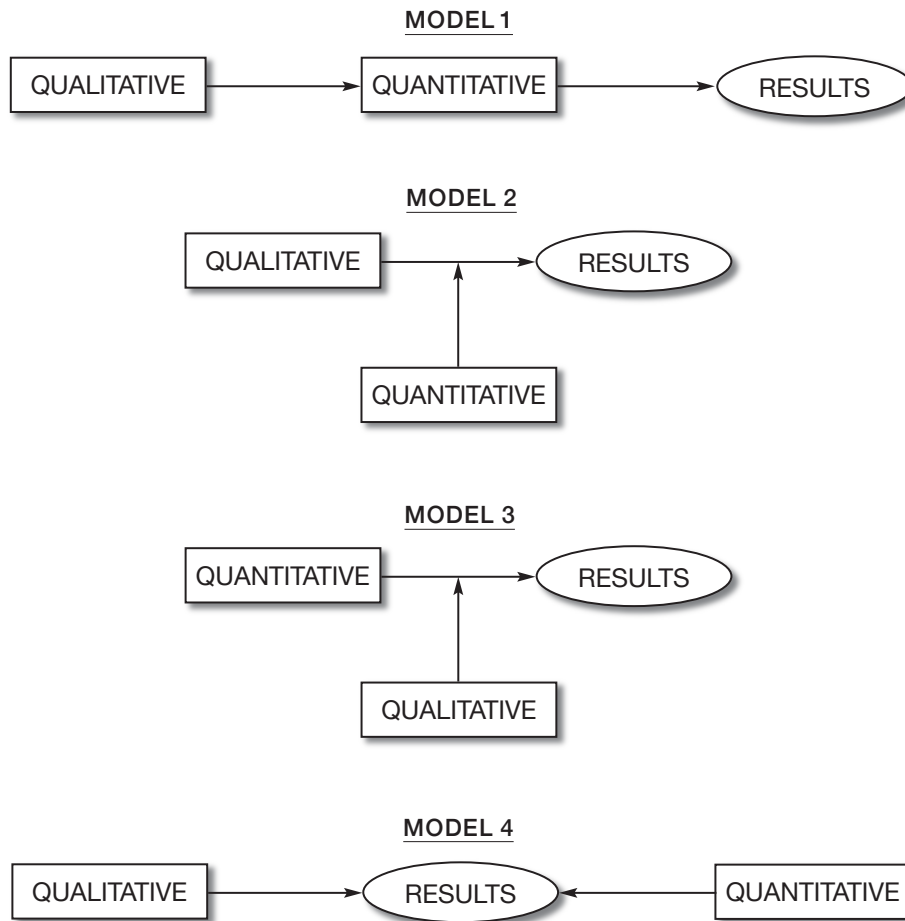 MODEL 1
QUALITATIVE QUANTITATIVE RESULTS
MODEL 2
QUALITATIVE RESULTS
QUANTITATIVE
MODEL 3
QUANTITATIVE RESULTS
QUALITATIVE
MODEL 4
QUALITATIVE RESULTS QUANTITATIVE